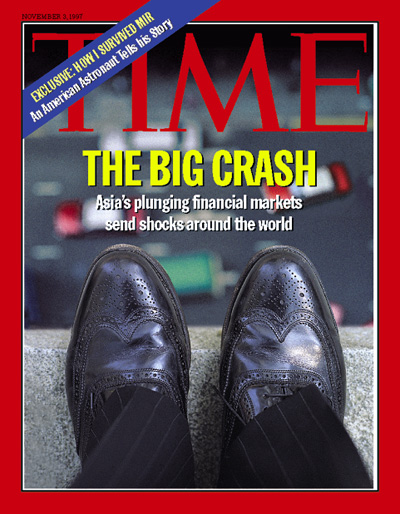 NOVEMBER 3, 1997
EXCLUSIVE: HOW I SURVIVED MIR
An American Astronaut Tells his Story
TIME
THE BIG CRASH
Asia's plunging financial markets
send shocks around the world